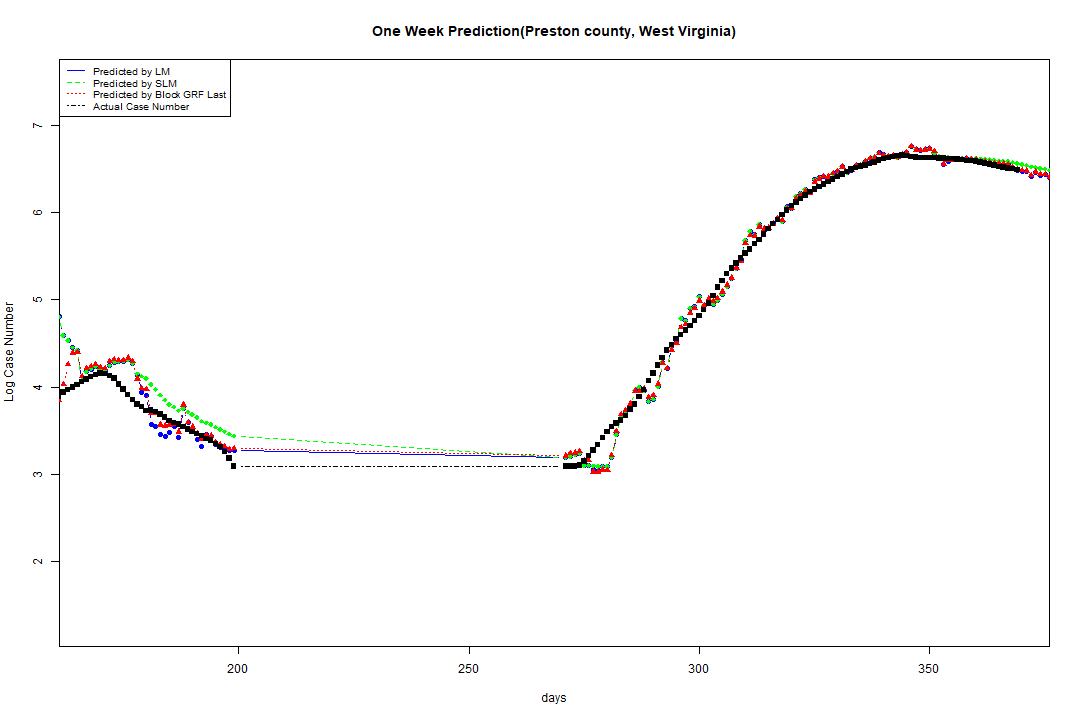 One Week Prediction(Preston county, West Virginia)
Predicted by LM
Predicted by SLM
Predicted by Block GRF Last
Actual Case Number
7
6
5
4
3
2
Log Case Number
200 250 300 350
days